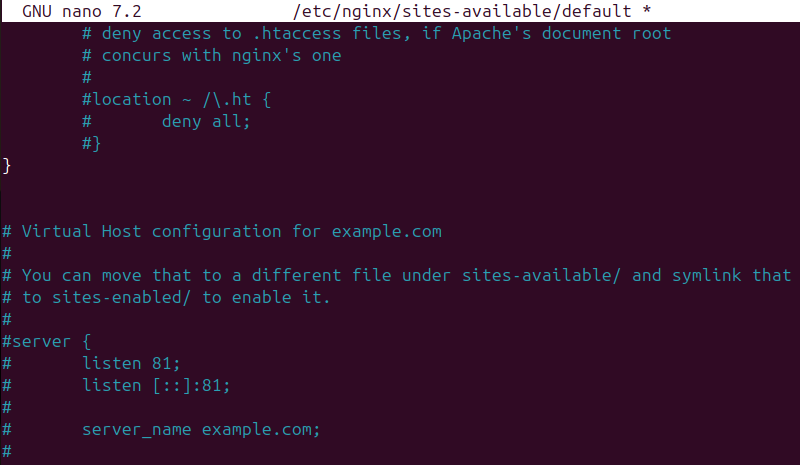 GNU nano 7.2 /etc/nginx/sites-available/default *
# deny access to .htaccess files, if Apache's document root
# concurs with nginx's one
#
#location ~ /\.ht {
# deny all;
#}
}
# Virtual Host configuration for example.com
#
# You can move that to a different file under sites-available/ and symlink that
# to sites-enabled/ to enable it.
#
#server {
# listen 81;
# listen [::]:81;
#
# server_name example.com;
#